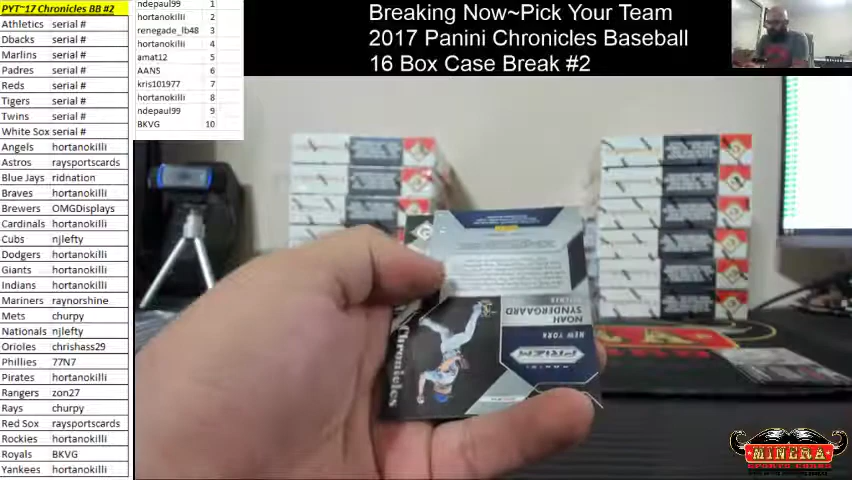 PYT~17 Chronicles BB #2
Athletics serial #
Dbacks serial #
Marlins serial #
Padres serial #
Reds serial #
Tigers serial #
Twins serial #
White Sox serial #
Angels hortanokilli
Astros raysportscards
Blue Jays ridnation
Braves hortanokilli
Brewers OMGDisplays
Cardinals hortanokilli
Cubs njlefty
Dodgers hortanokilli
Giants hortanokilli
Indians hortanokilli
Mariners raynorshine
Mets churpy
Nationals njlefty
Orioles chrishass29
Phillies 77N7
Pirates hortanokilli
Rangers zon27
Rays churpy
Red Sox raysportscards
Rockies hortanokilli
Royals BKVG
Yankees hortanokilli
ndepaul99 1
hortanokilli 2
renegade_lb48 3
hortanokilli 4
amat12 5
AANS 6
kris101977 7
hortanokilli 8
ndepaul99 9
BKVG 10
Breaking Now~Pick Your Team
2017 Panini Chronicles Baseball
16 Box Case Break #2
NOAH
SYNDERGAARD
PITCHER
NEW YORK
PANINI
PRIZM
Chronicles
MINERA
SPORTS CARDS